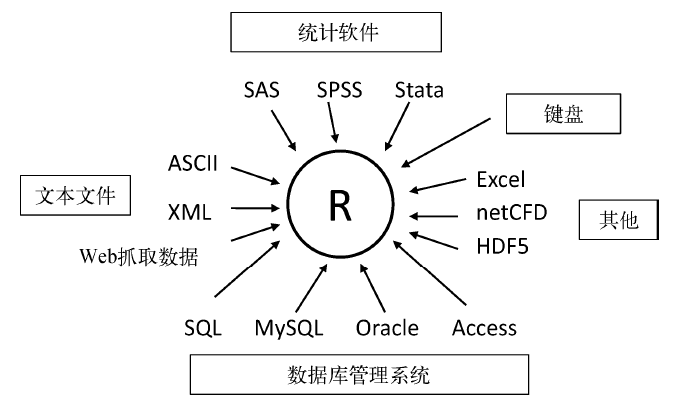 统计软件
SAS SPSS Stata
键盘
ASCII
Excel
文本文件
XML
R
netCFD
其他
HDF5
Web抓取数据
SQL MySQL Oracle Access
数据库管理系统